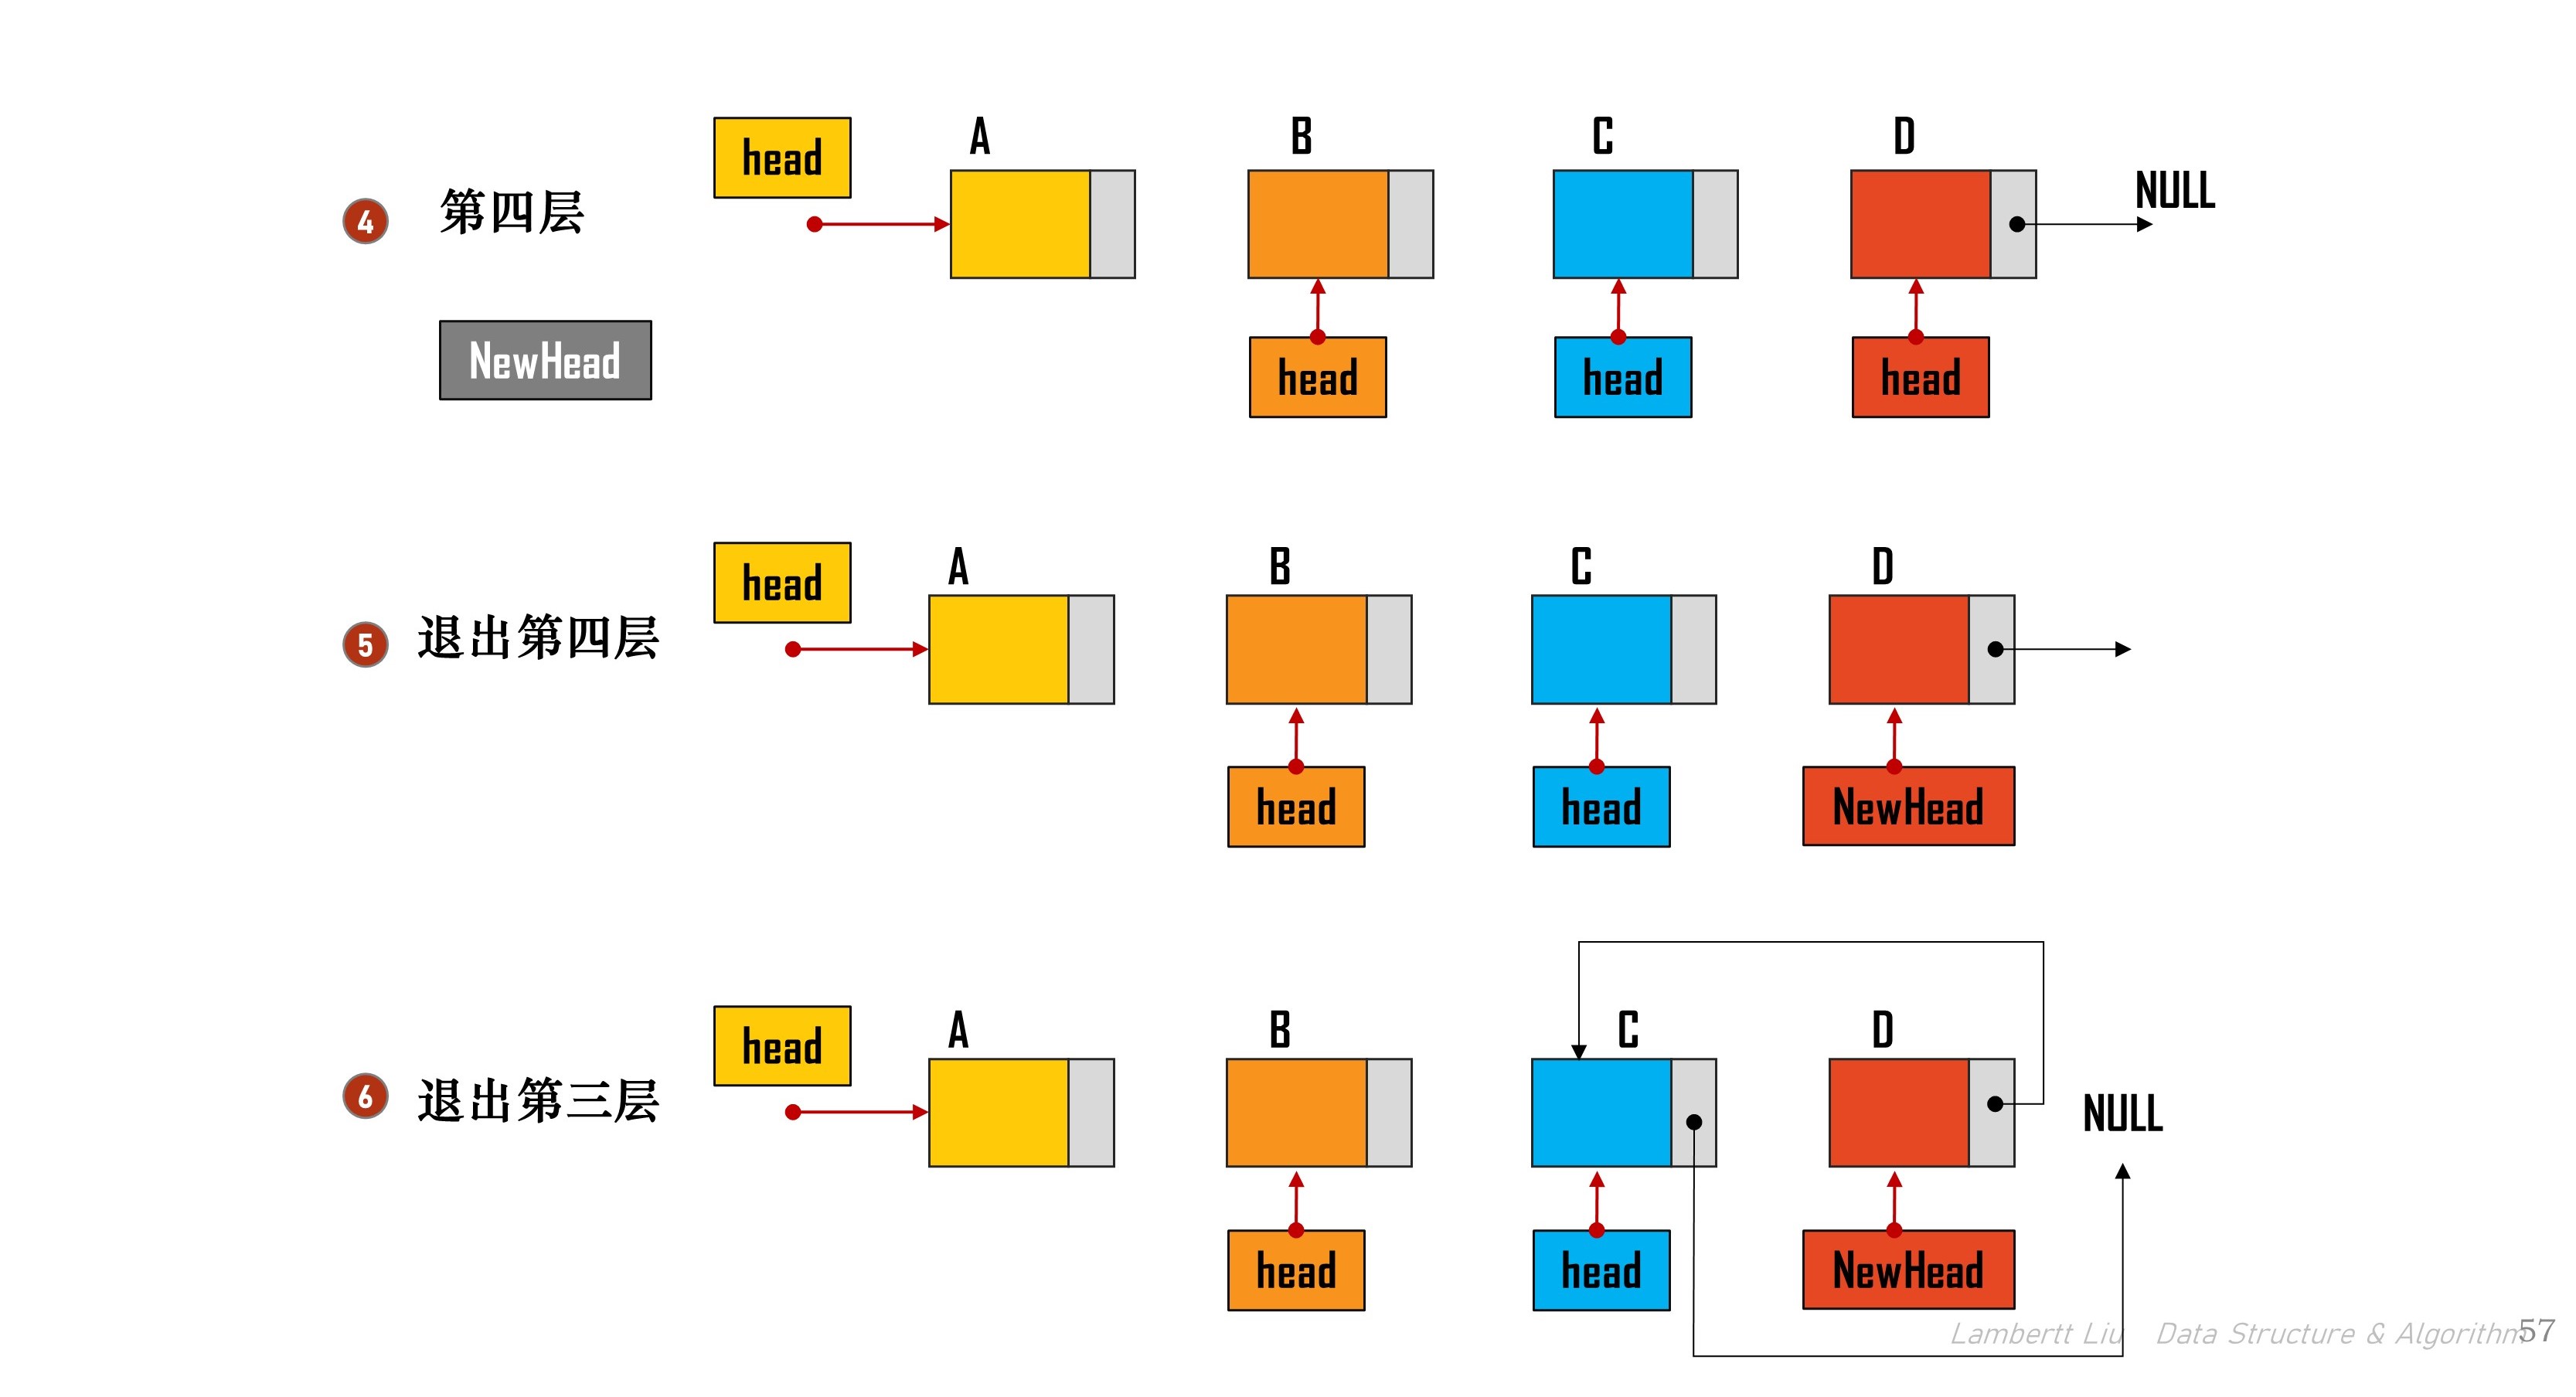 head
A
B
C
D
4 第四层
NULL
NewHead
head
head
head
head
A
B
C
D
5 退出第四层
head
head
NewHead
head
A
B
C
D
6 退出第三层
NULL
head
head
NewHead
Lambertt Liu Data Structure & Algorithm 57